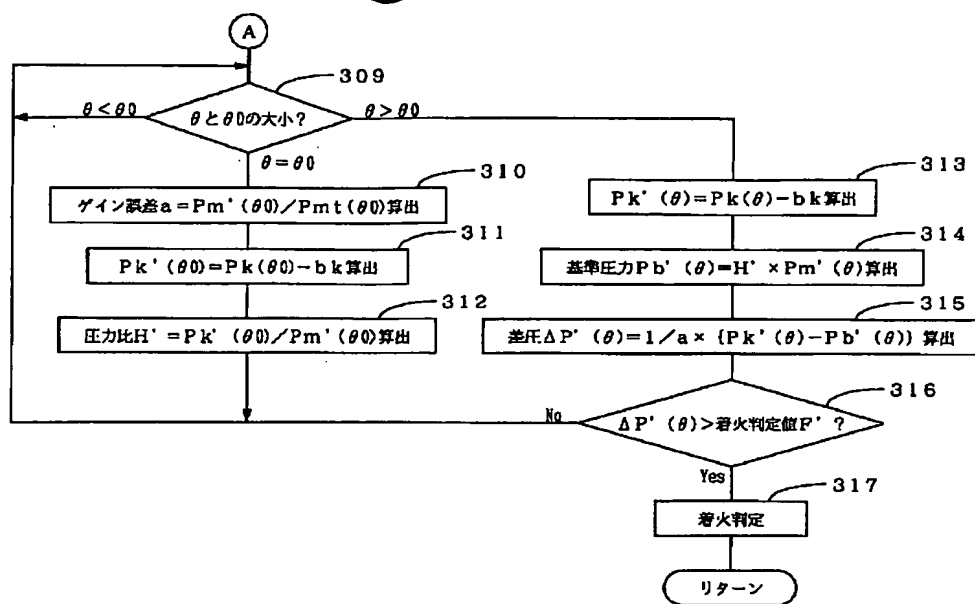 A
309
θ<θ0
θとθ0の大小?
θ>θ0
θ=θ0
310
ゲイン誤差a=Pm'(θ0)/Pmt(θ0)算出
311
Pk'(θ0)=Pk(θ0)-bk算出
312
圧力比H'=Pk'(θ0)/Pm'(θ0)算出
313
Pk'(θ)=Pk(θ)-bk算出
314
基準圧力Pb'(θ)=H'×Pm'(θ)算出
315
差圧ΔP'(θ)=1/a×{Pk'(θ)-Pb'(θ)}算出
316
No
ΔP'(θ)>着火判定値F'?
Yes
317
着火判定
リターン